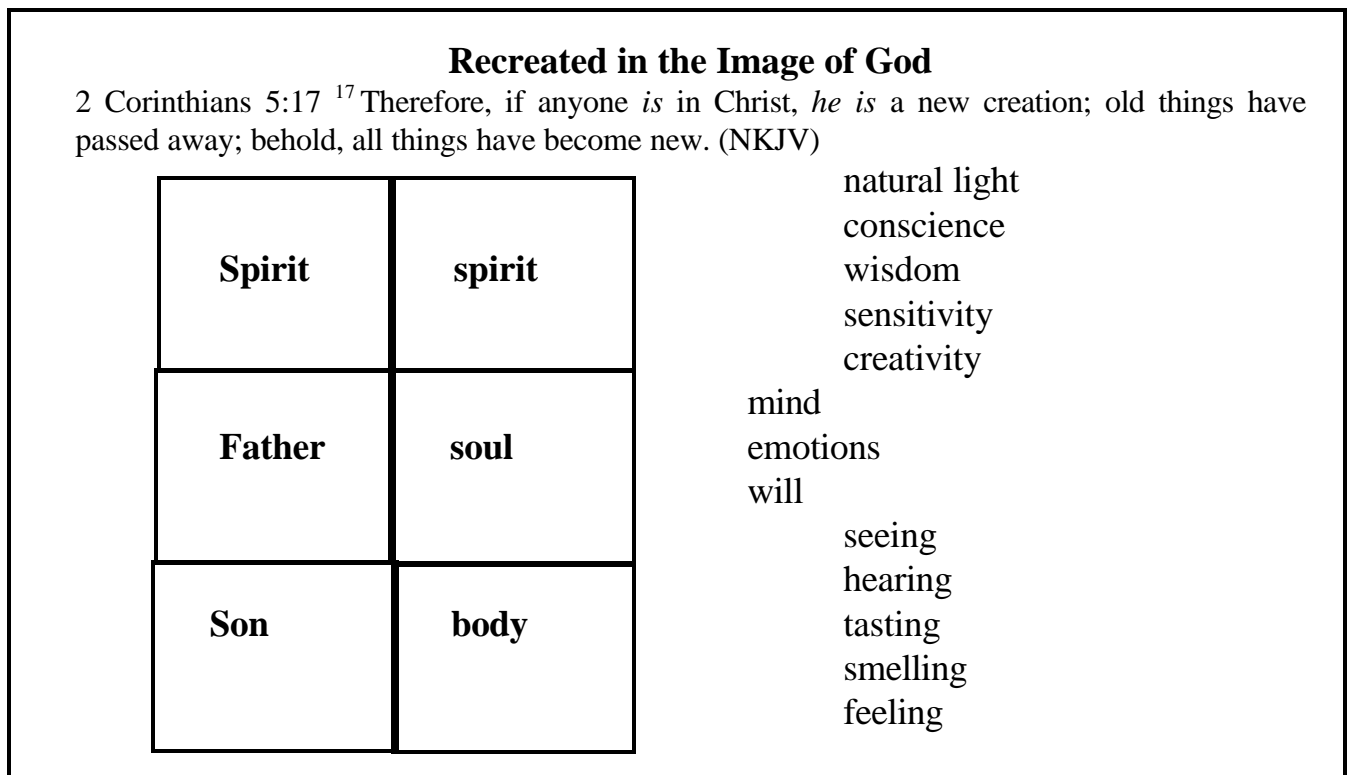 Recreated in the Image of God
2 Corinthians 5:17 17 Therefore, if anyone is in Christ, he is a new creation; old things have
passed away; behold, all things have become new. (NKJV)
natural light
conscience
wisdom
sensitivity
creativity
Spirit spirit
mind
emotions
will
Father soul
seeing
hearing
tasting
smelling
feeling
Son body